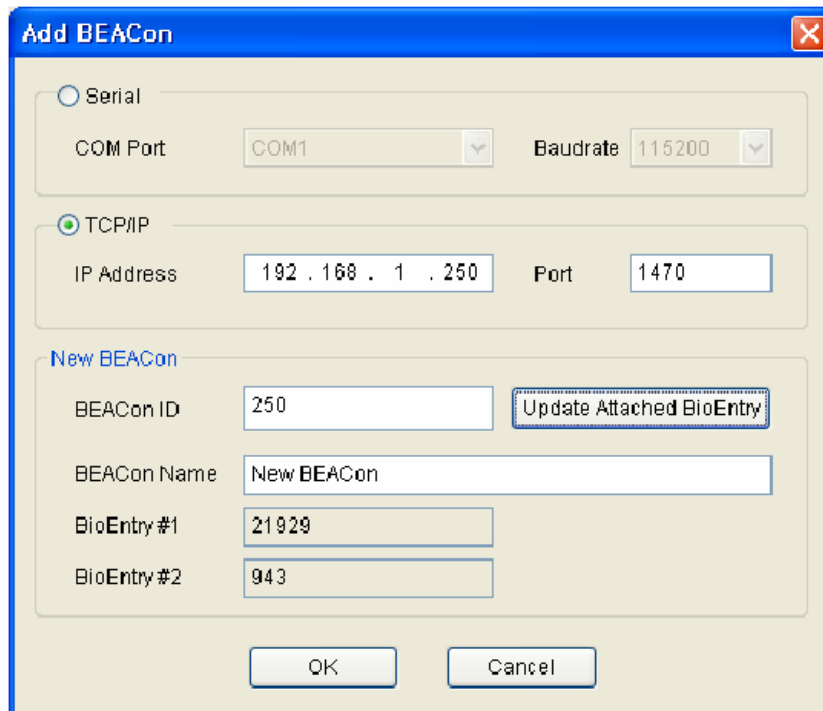 Add BEACon
Serial
COM Port COM1 Baudrate 115200
TCP/IP
IP Address 192 . 168 . 1 . 250 Port 1470
New BEACon
BEACon ID 250 Update Attached BioEntry
BEACon Name New BEACon
BioEntry #1 21929
BioEntry #2 943
OK Cancel